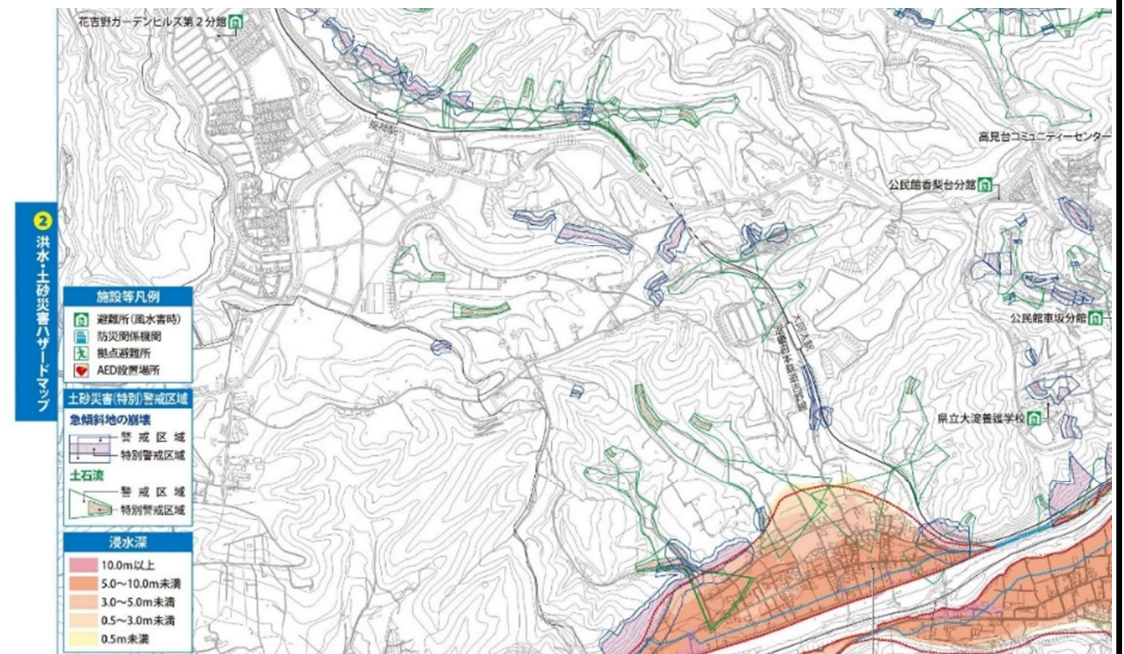 花吉野ガーデンヒルズ第2分館
薬水駅
高見台コミュニティーセンター
公民館香梨台分館
② 洪水・土砂災害ハザードマップ
施設等凡例
避難所(風水害時)
防災関係機関
拠点避難所
AED設置場所
大阿太駅
公民館車坂分館
県立大淀養護学校
土砂災害(特別)警戒区域
急傾斜地の崩壊
警戒区域
特別警戒区域
土石流
警戒区域
特別警戒区域
浸水深
10.0m以上
5.0～10.0m未満
3.0～5.0m未満
0.5～3.0m未満
0.5m未満